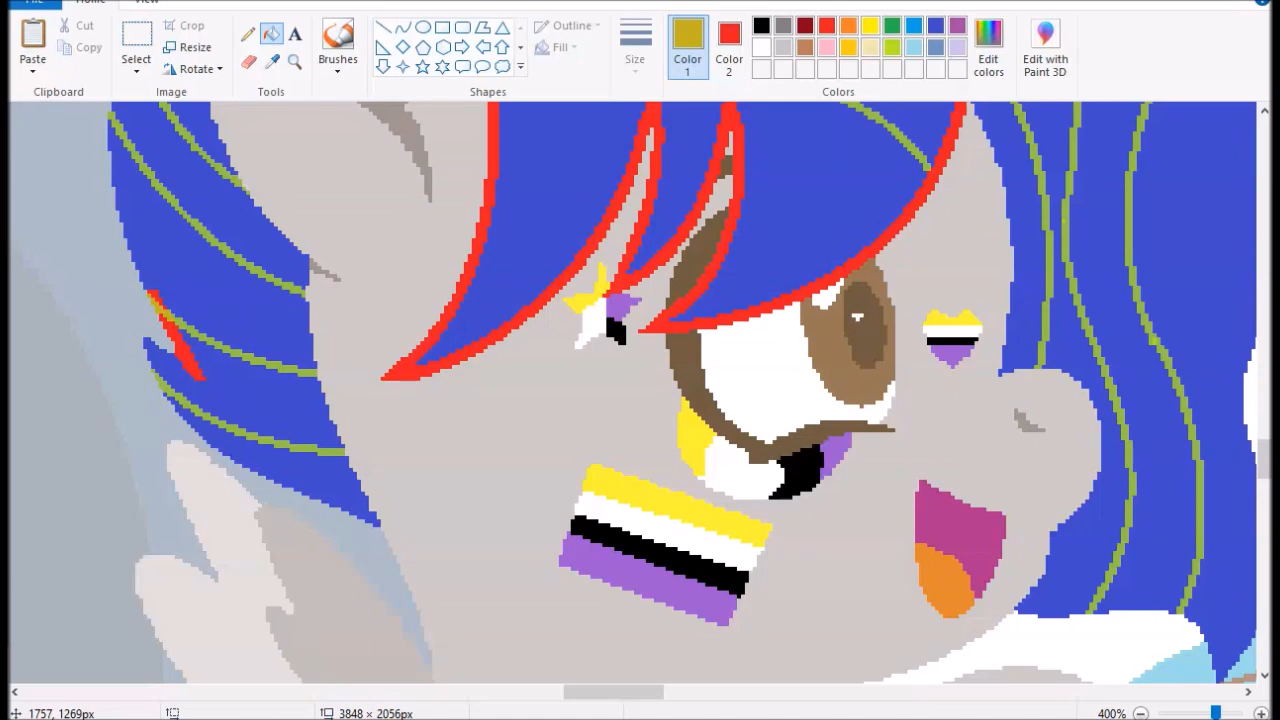 File Home View
Paste
Cut
Copy
Clipboard
Select
Crop
Resize
Rotate
Image
A
Tools
Brushes
Shapes
Outline
Fill
Size
Color
1
Color
2
Edit
colors
Colors
Edit with
Paint 3D
1757, 1269px 3848 × 2056px 400%